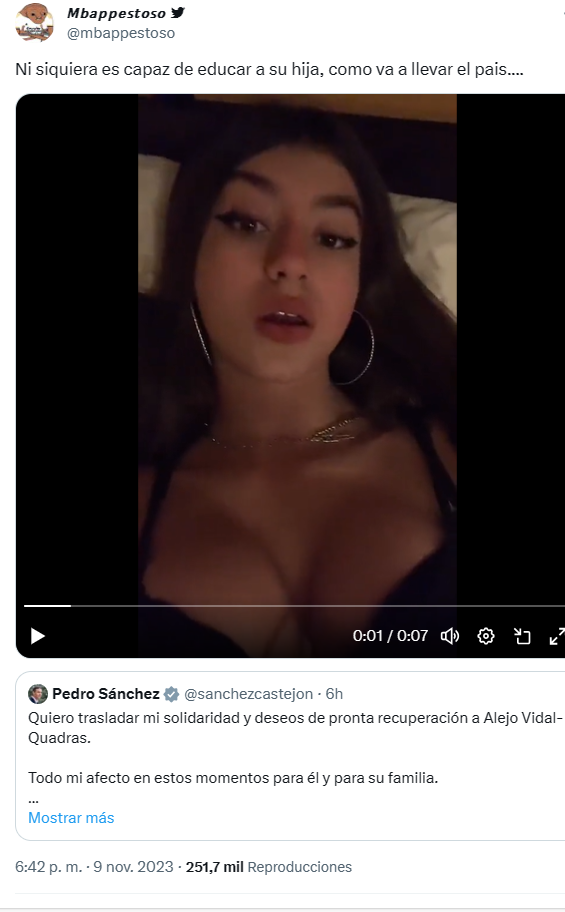 Mbappestoso
@mbappestoso
Ni siquiera es capaz de educar a su hija, como va a llevar el pais....
0:01 / 0:07
Pedro Sánchez @sanchezcastejon · 6h
Quiero trasladar mi solidaridad y deseos de pronta recuperación a Alejo Vidal-
Quadras.
Todo mi afecto en estos momentos para él y para su familia.
...
Mostrar más
6:42 p. m. · 9 nov. 2023 · 251,7 mil Reproducciones